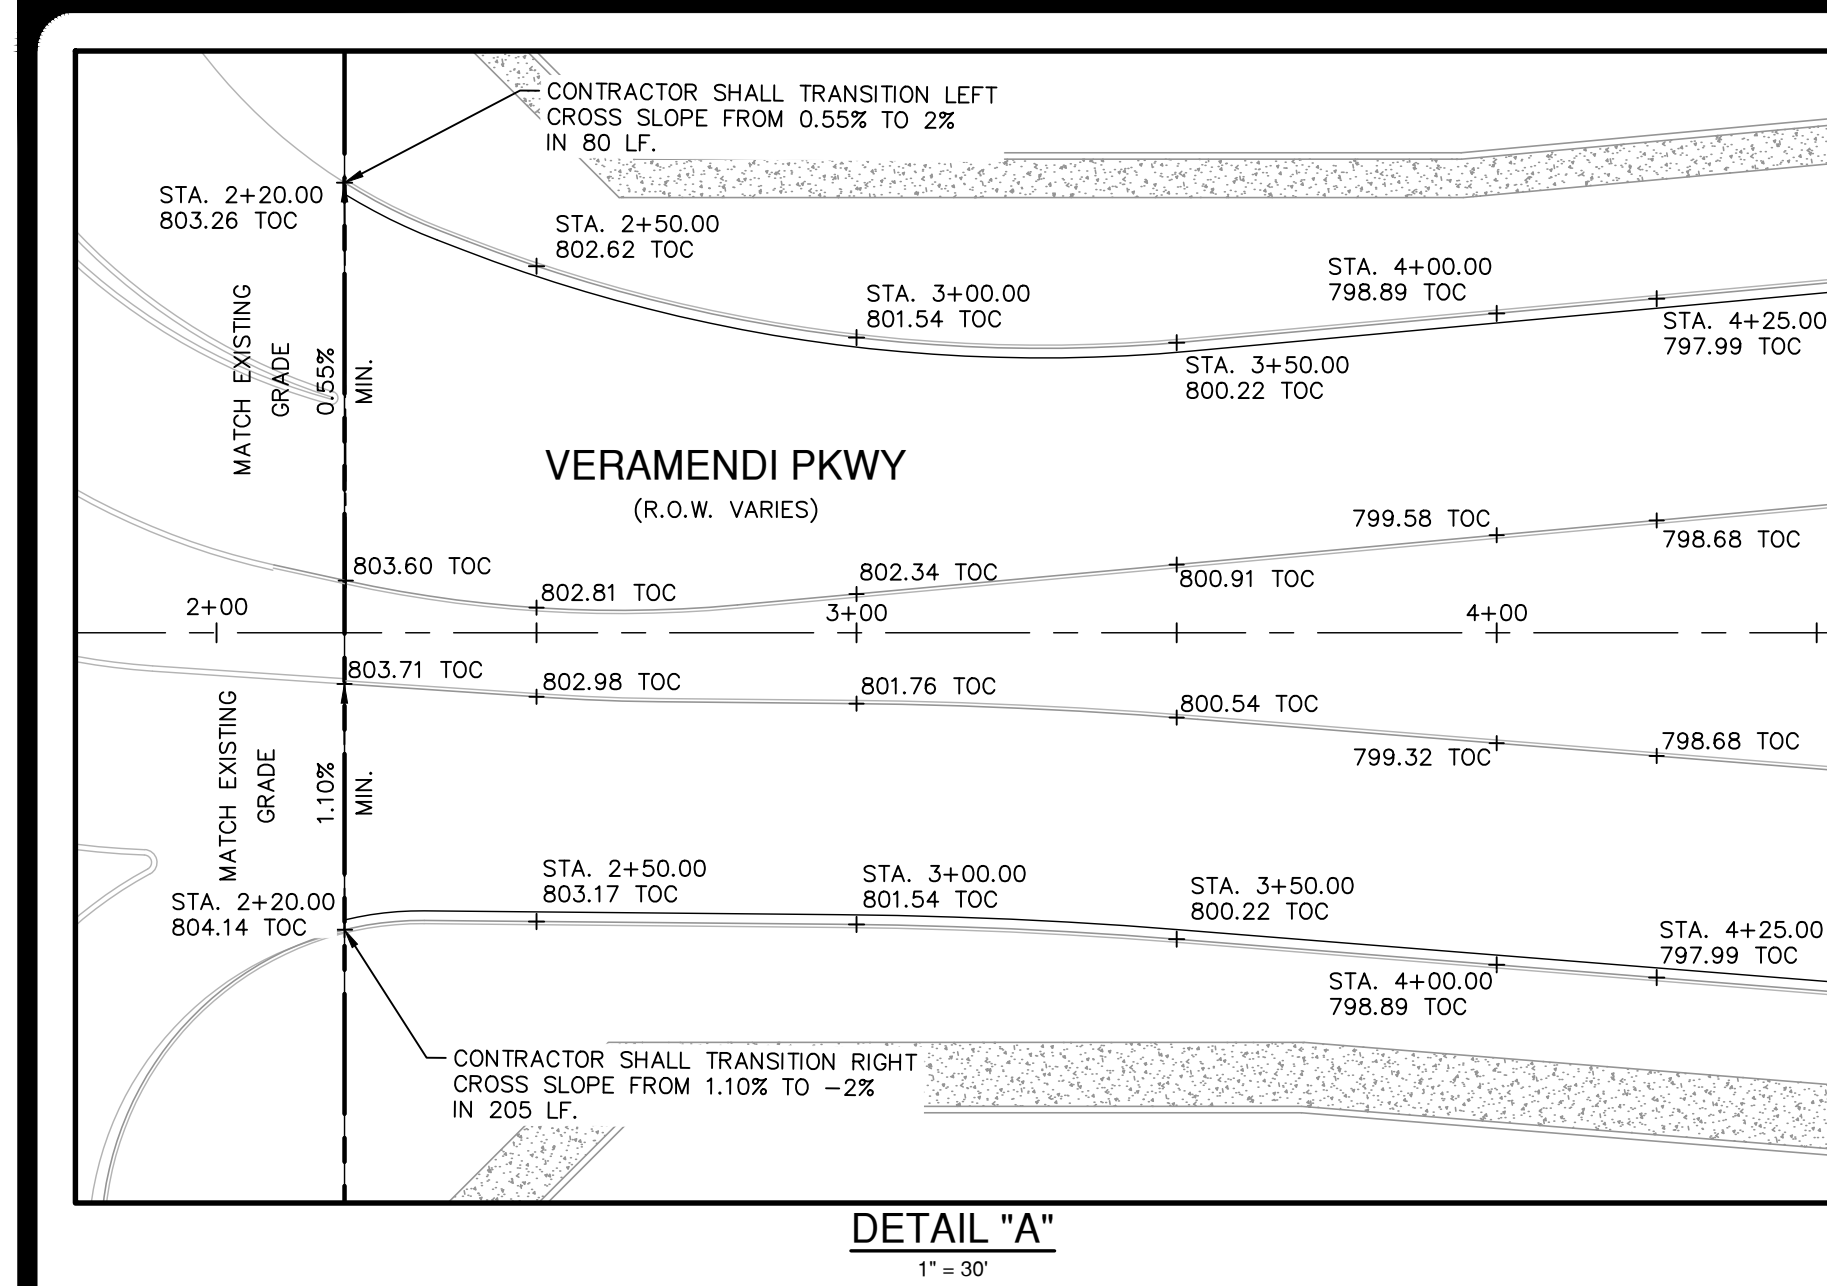 CONTRACTOR SHALL TRANSITION LEFT
CROSS SLOPE FROM 0.55% TO 2%
IN 80 LF.
STA. 2+20.00
803.26 TOC
STA. 2+50.00
802.62 TOC
STA. 3+00.00
801.54 TOC
STA. 4+00.00
798.89 TOC
STA. 4+25.00
797.99 TOC
STA. 3+50.00
800.22 TOC
MATCH EXISTING
GRADE
0.55%
MIN.
VERAMENDI PKWY
(R.O.W. VARIES)
803.60 TOC
802.81 TOC
802.34 TOC
800.91 TOC
799.58 TOC
798.68 TOC
2+00
3+00
4+00
803.71 TOC
802.98 TOC
801.76 TOC
800.54 TOC
799.32 TOC
798.68 TOC
MATCH EXISTING
GRADE
1.10%
MIN.
STA. 2+20.00
804.14 TOC
STA. 2+50.00
803.17 TOC
STA. 3+00.00
801.54 TOC
STA. 3+50.00
800.22 TOC
STA. 4+00.00
798.89 TOC
STA. 4+25.00
797.99 TOC
CONTRACTOR SHALL TRANSITION RIGHT
CROSS SLOPE FROM 1.10% TO -2%
IN 205 LF.
DETAIL "A"
1" = 30'